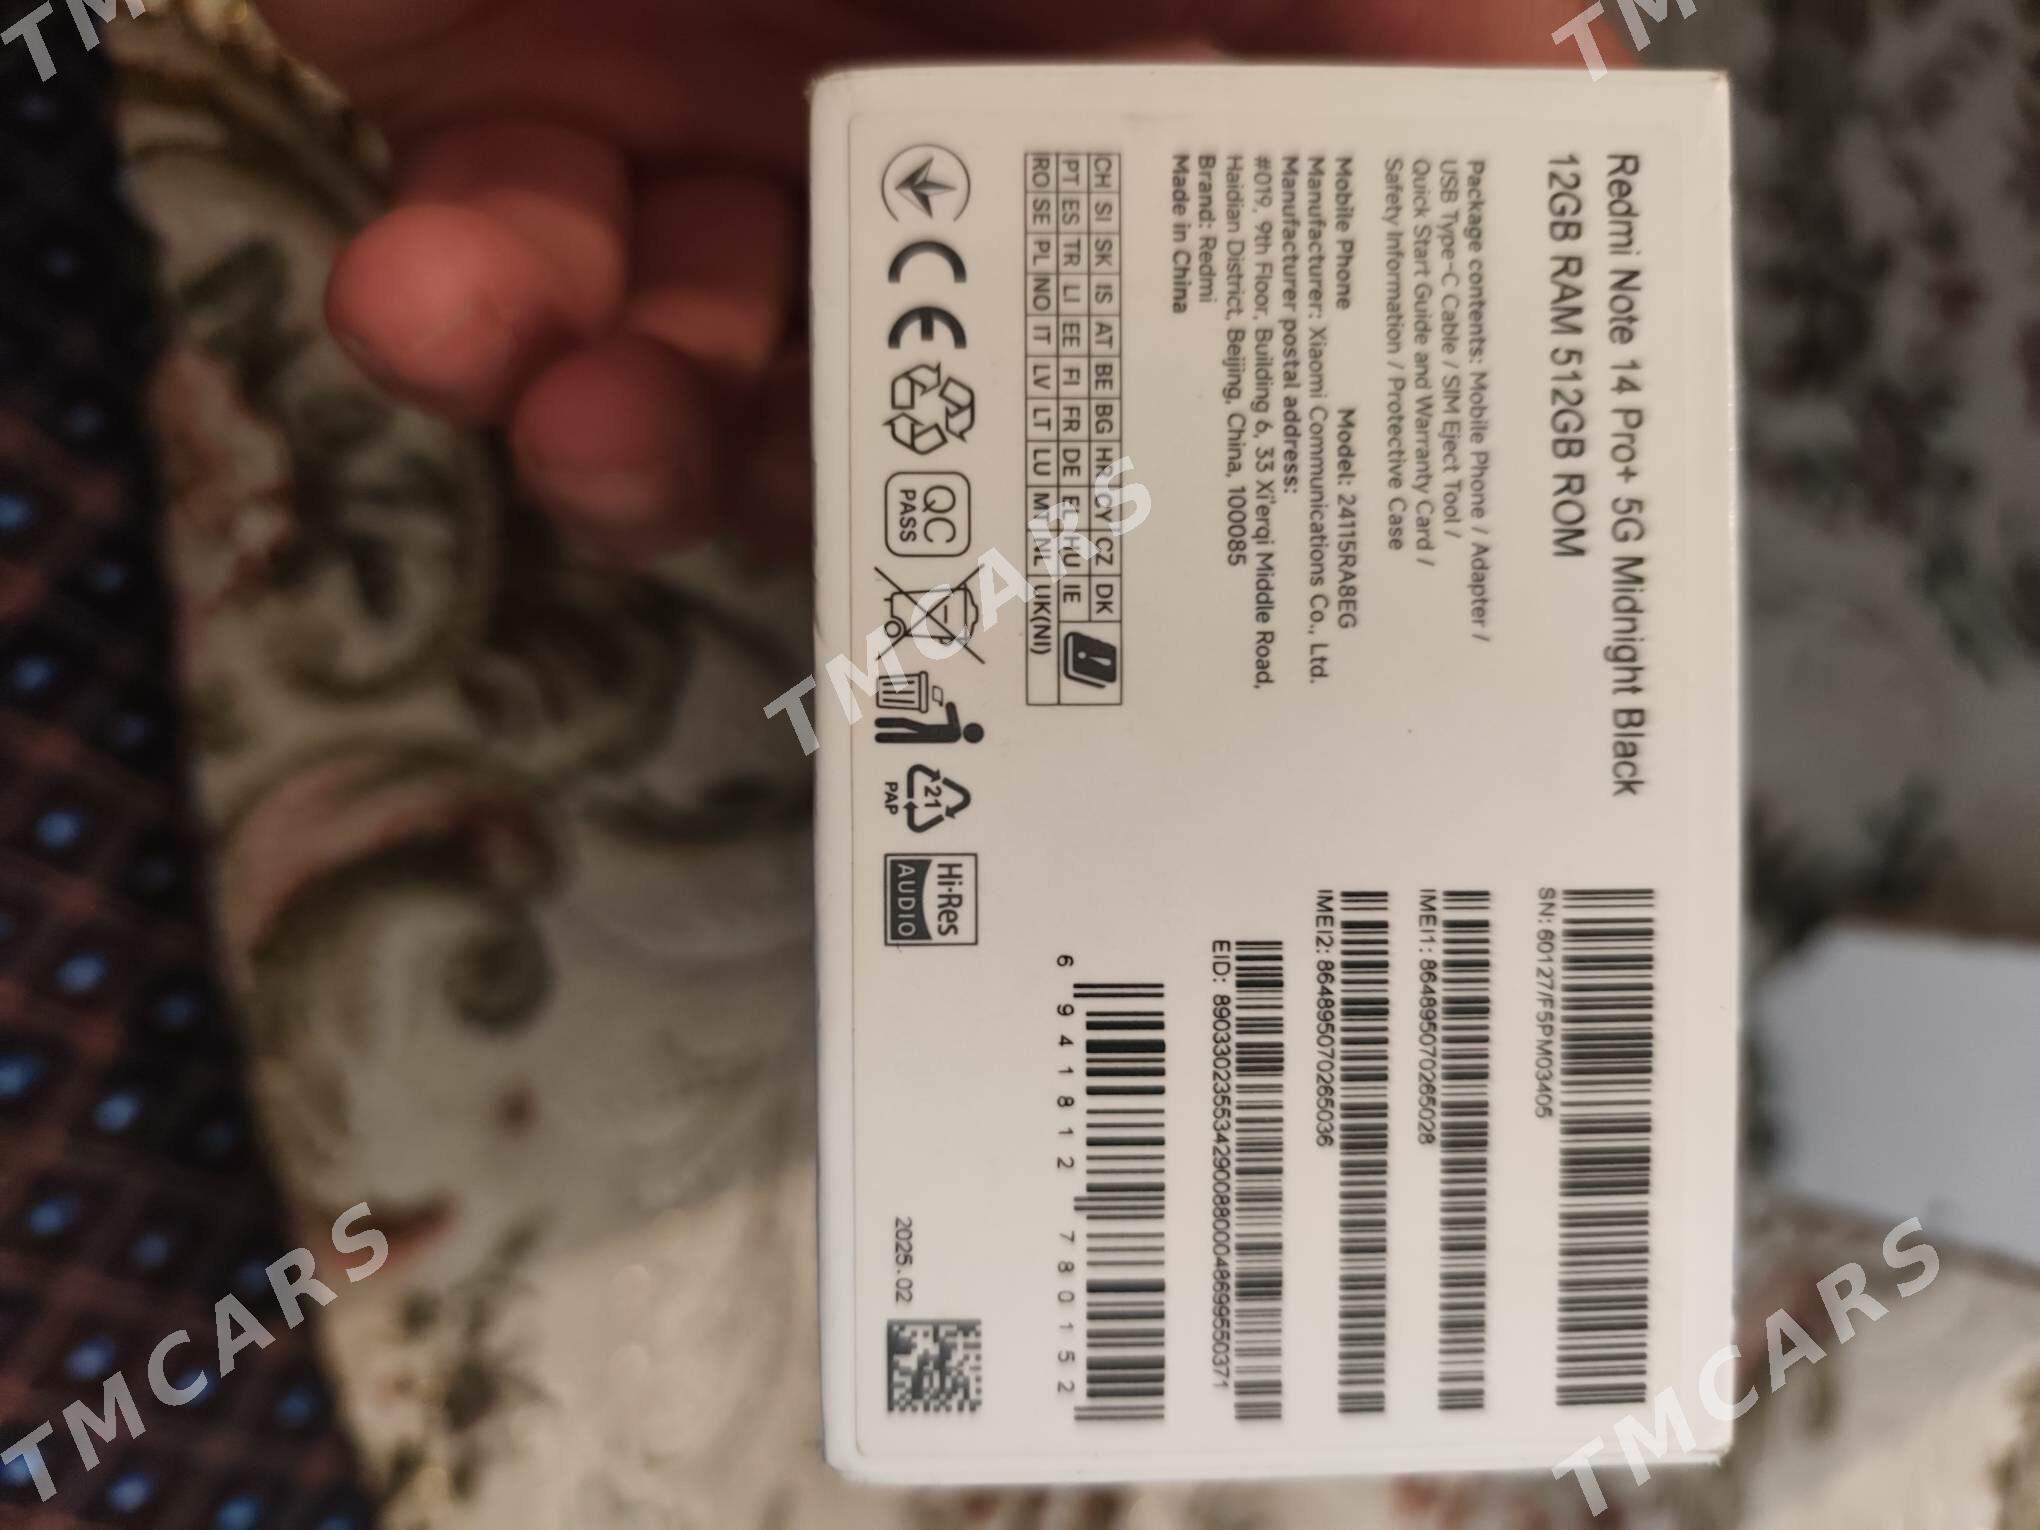 Redmi Note 14 Pro+ 5G Midnight Black
12GB RAM 512GB ROM
Package contents: Mobile Phone / Adapter /
USB Type-C Cable / SIM Eject Tool /
Quick Start Guide and Warranty Card /
Safety Information / Protective Case
Mobile Phone Model: 24115RA8EG
Manufacturer: Xiaomi Communications Co., Ltd.
Manufacturer postal address:
#019, 9th Floor, Building 6, 33 Xi'erqi Middle Road,
Haidian District, Beijing, China, 100085
Brand: Redmi
Made in China
CH SI SK IS AT BE BG HR CY CZ DK
PT ES TR LI EE FI FR DE EL HU IE
RO SE PL NO IT LV LT LU MT NL UK(NI)
CE
QC
PASS
21
PAP
Hi-Res
AUDIO
SN: 60127/F5PM03405
IMEI1: 864895070265028
IMEI2: 864895070265036
EID: 89033023553429008800048699550371
6 941812 780152
2025.02
TMCARS
TMCARS
TMCARS